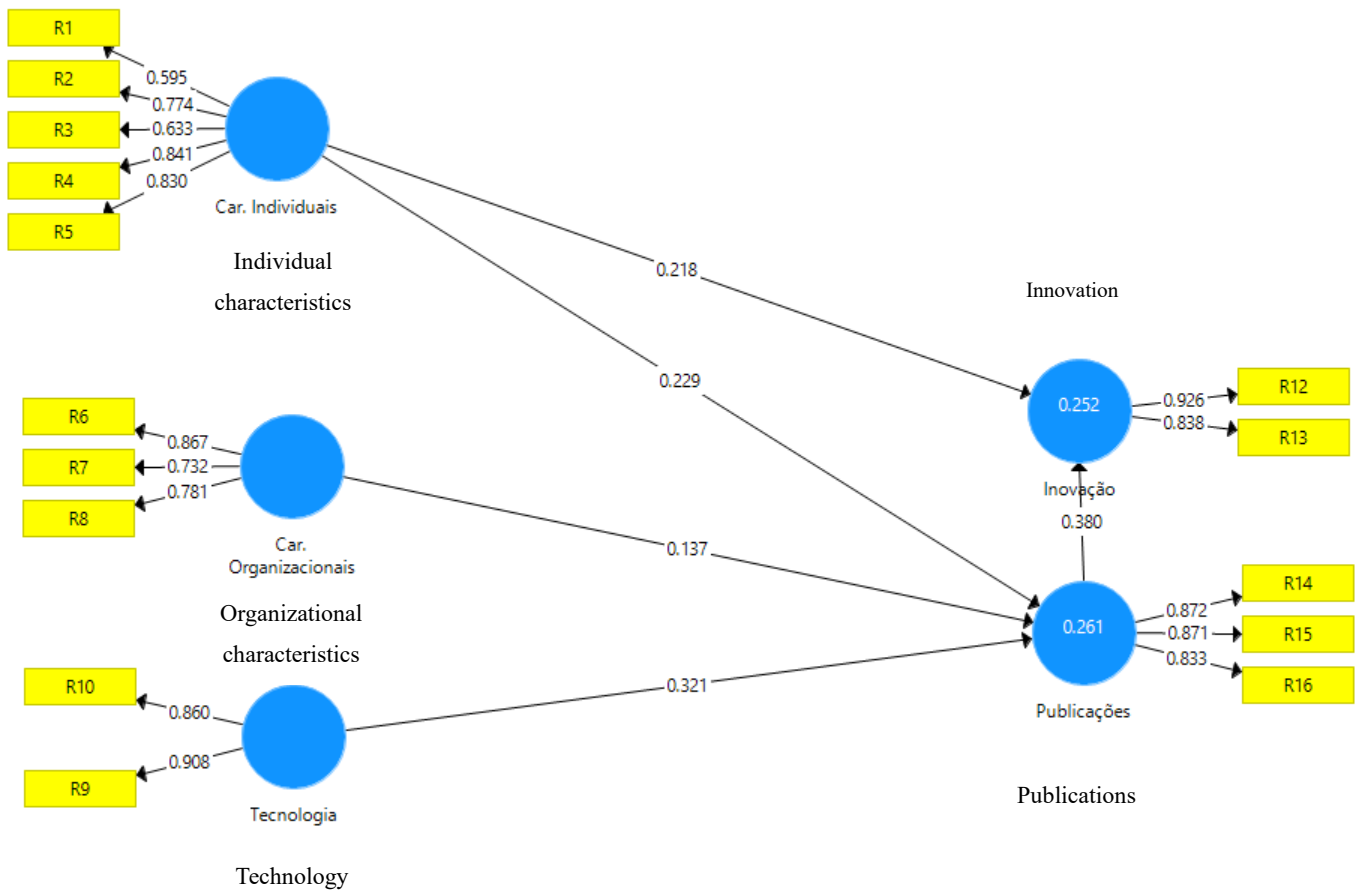 R1
R2
R3
R4
R5
0.595
0.774
0.633
0.841
0.830
Car. Individuais
Individual
characteristics
0.218
0.229
R6
R7
R8
0.867
0.732
0.781
Car.
Organizacionais
Organizational
characteristics
0.137
R10
R9
0.860
0.908
Tecnologia
Technology
0.321
Innovation
0.252
Inovação
0.926
0.838
R12
R13
0.380
0.261
Publicações
Publications
0.872
0.871
0.833
R14
R15
R16